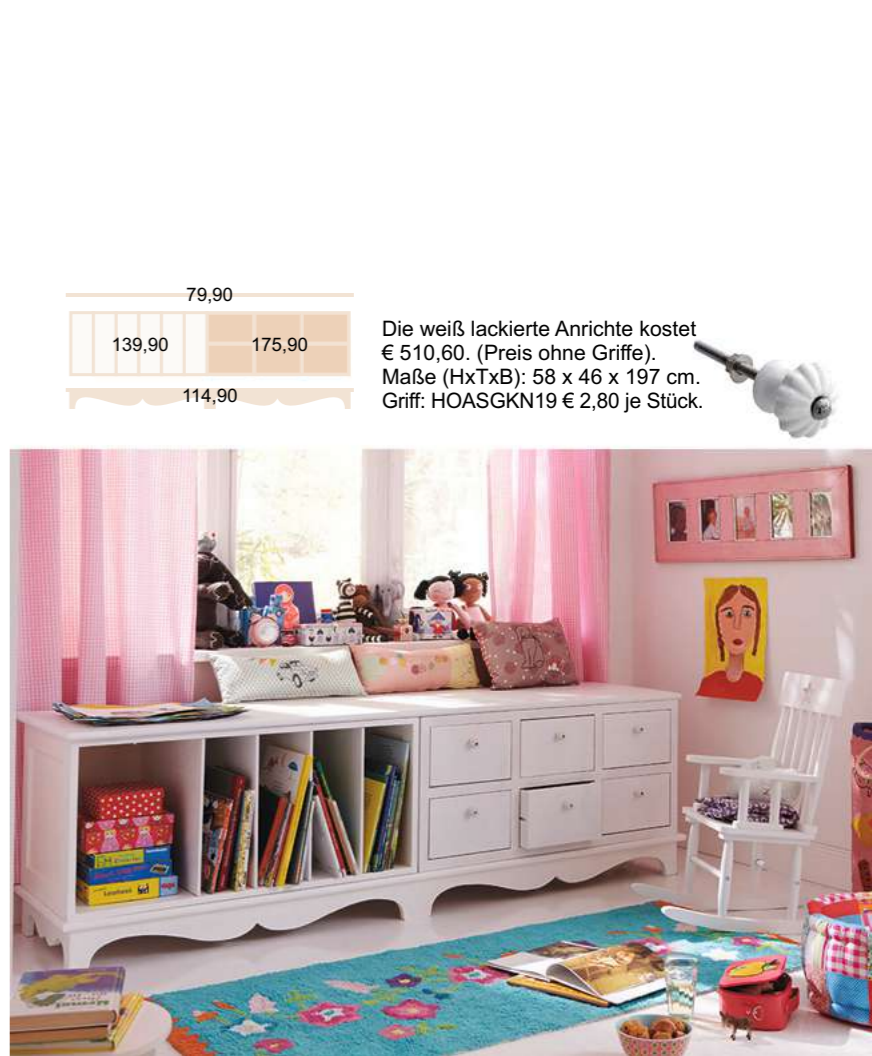 79,90
139,90
175,90
114,90
Die weiß lackierte Anrichte kostet
€ 510,60. (Preis ohne Griffe).
Maße (HxTxB): 58 x 46 x 197 cm.
Griff: HOASGKN19 € 2,80 je Stück.